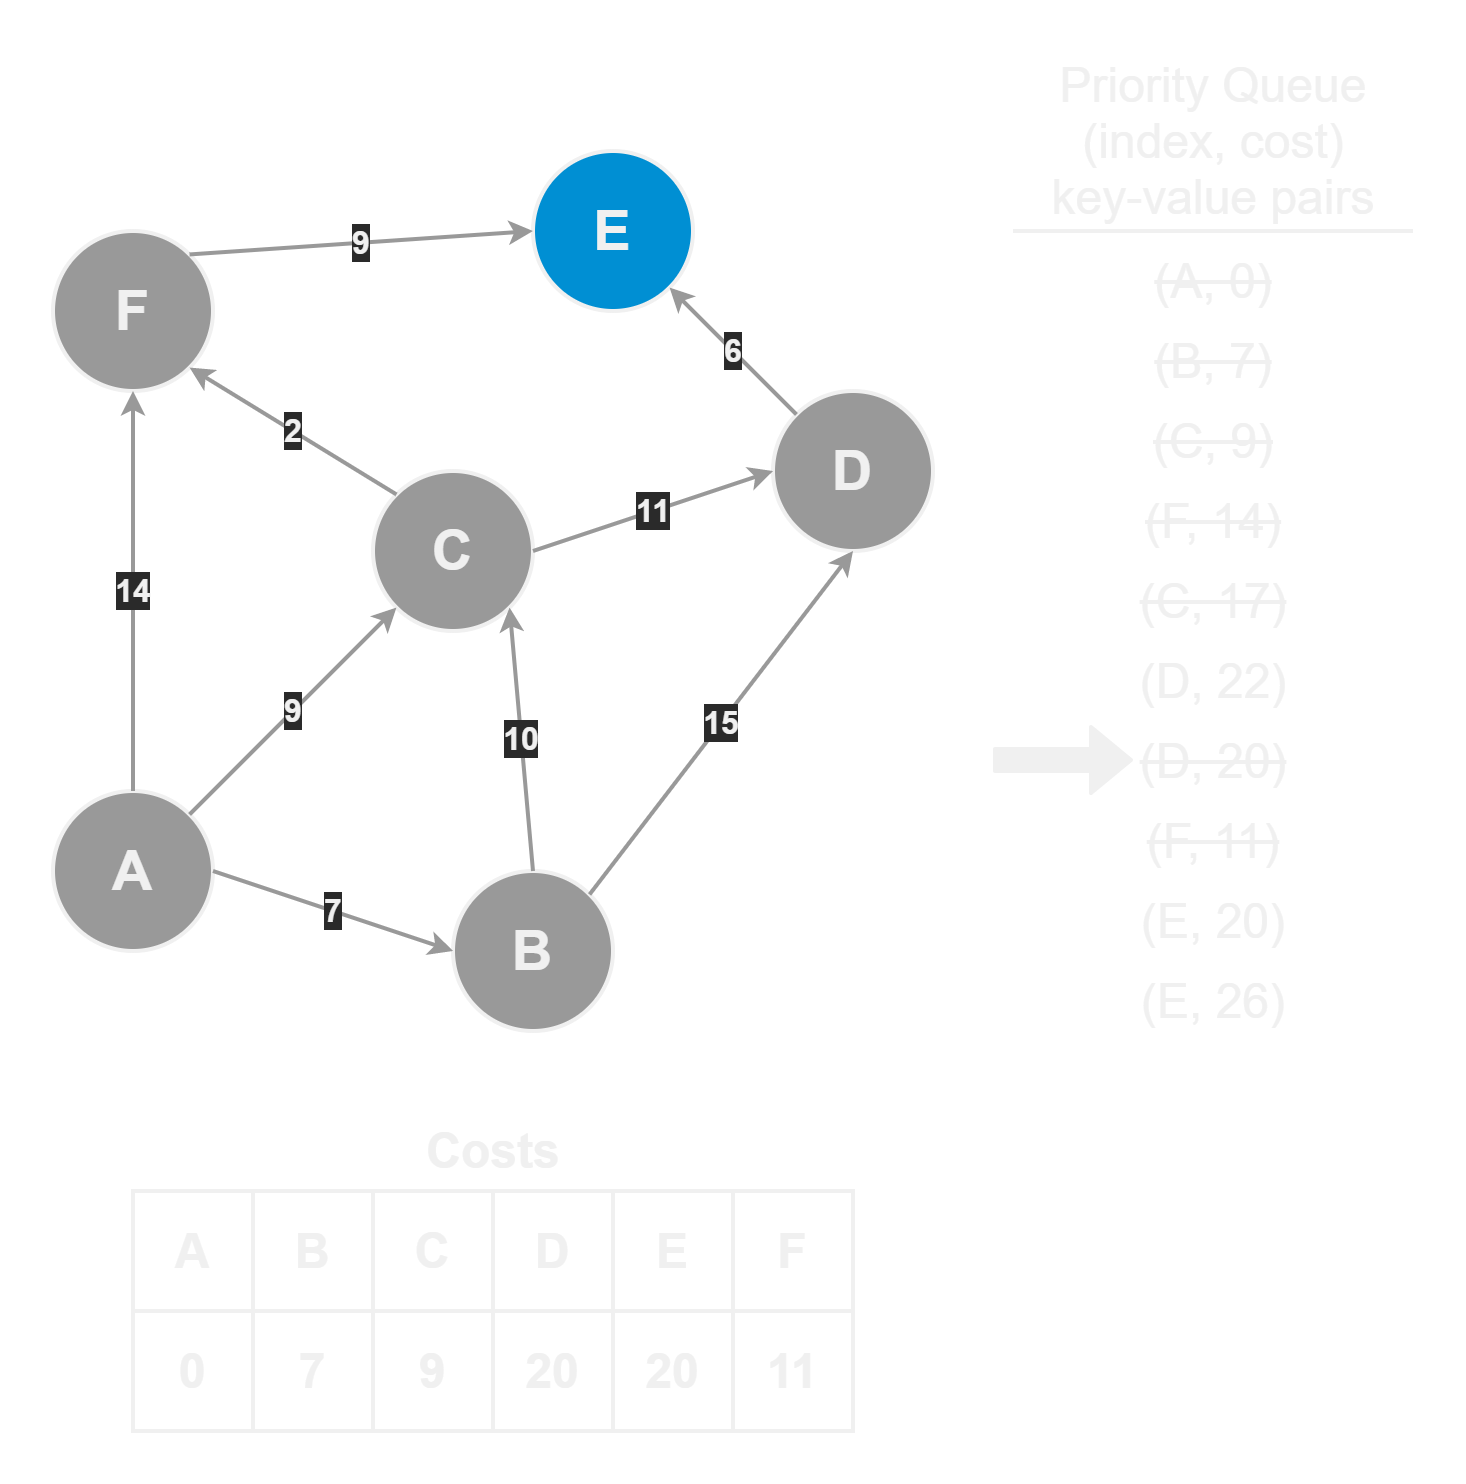 Priority Queue
(index, cost)
key-value pairs
(A, 0)
(B, 7)
(C, 9)
(F, 14)
(C, 17)
(D, 22)
(D, 20)
(F, 11)
(E, 20)
(E, 26)
E
9
F
6
2
D
11
C
14
9
15
10
A
7
B
Costs
A B C D E F
0 7 9 20 20 11